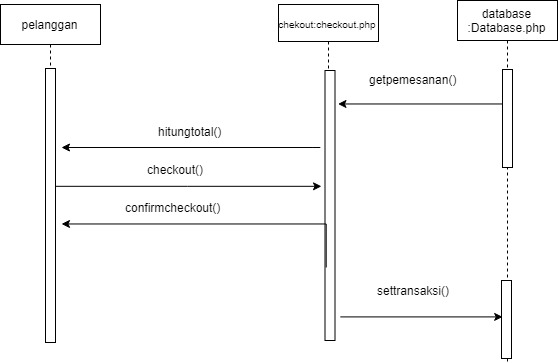 pelanggan
chekout:checkout.php
database
:Database.php
getpemesanan()
hitungtotal()
checkout()
confirmcheckout()
settransaksi()